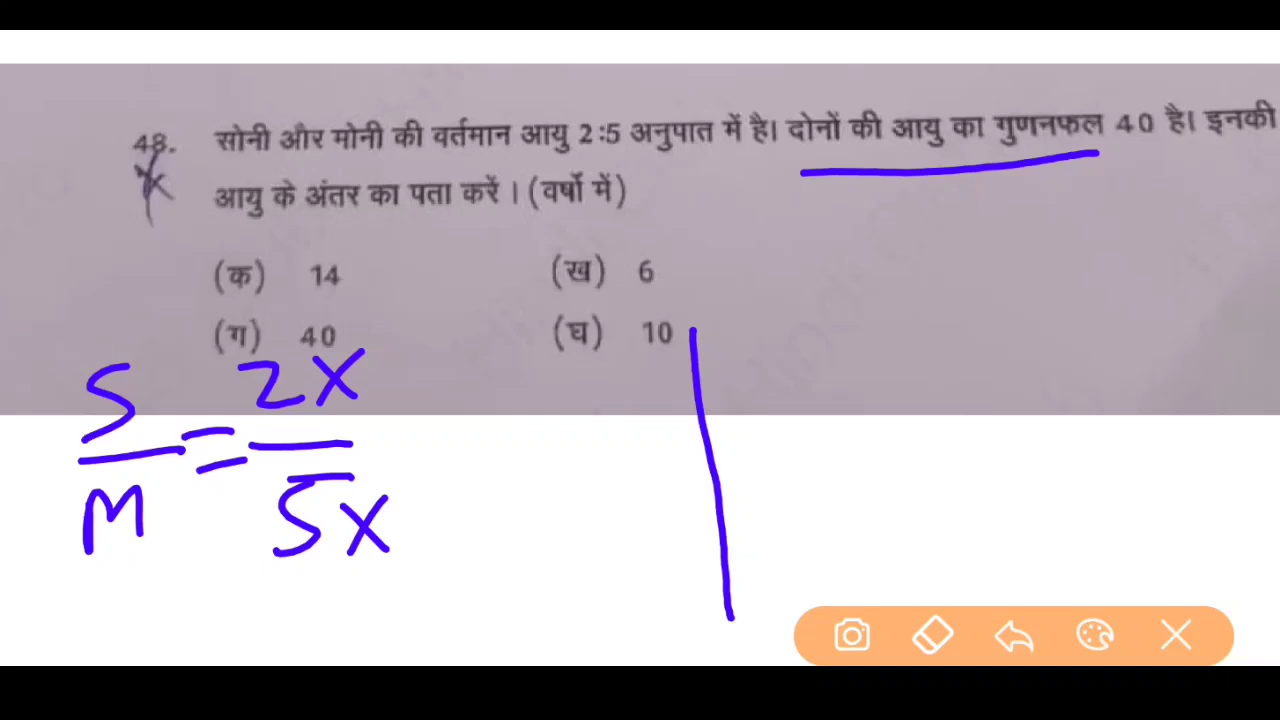 48. सोनी और मोनी की वर्तमान आयु 2:5 अनुपात में है। दोनों की आयु का गुणनफल 40 है। इनकी
आयु के अंतर का पता करें । (वर्षो में)
(क) 14 (ख) 6
(ग) 40 (घ) 10
S/M = 2x/5x